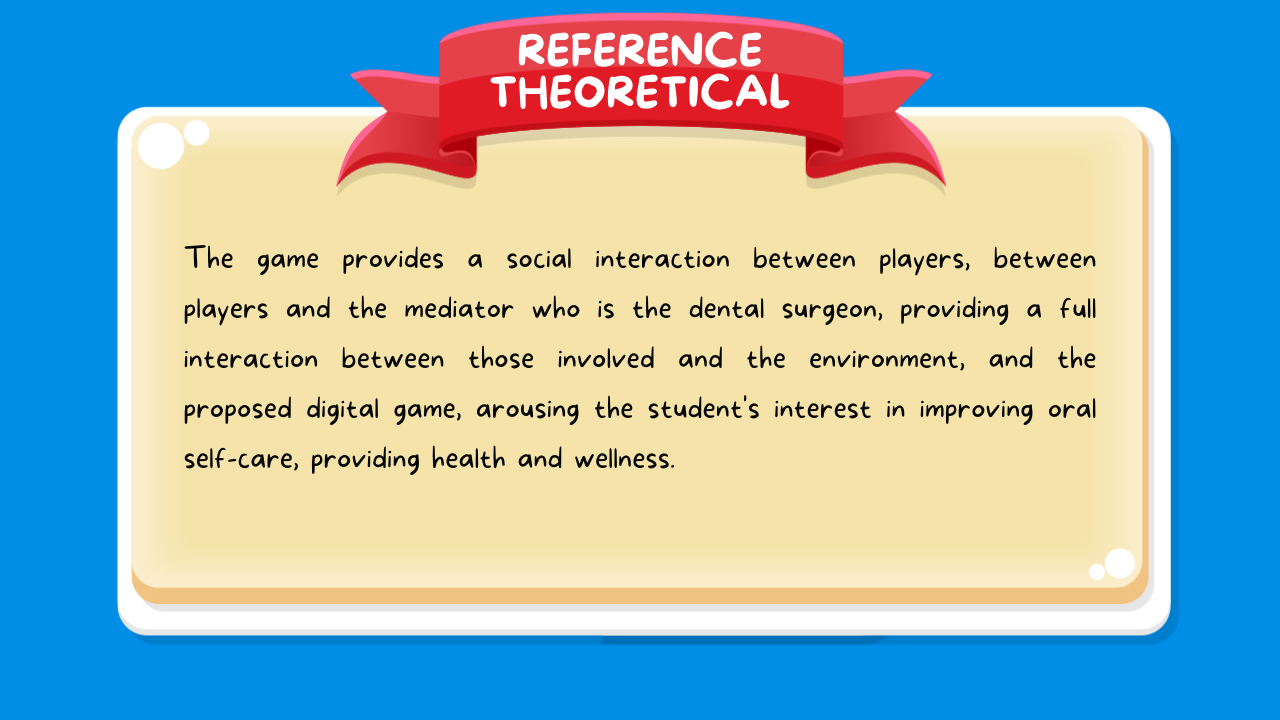 REFERENCE
THEORETICAL
The game provides a social interaction between players, between
players and the mediator who is the dental surgeon, providing a full
interaction between those involved and the environment, and the
proposed digital game, arousing the student's interest in improving oral
self-care, providing health and wellness.